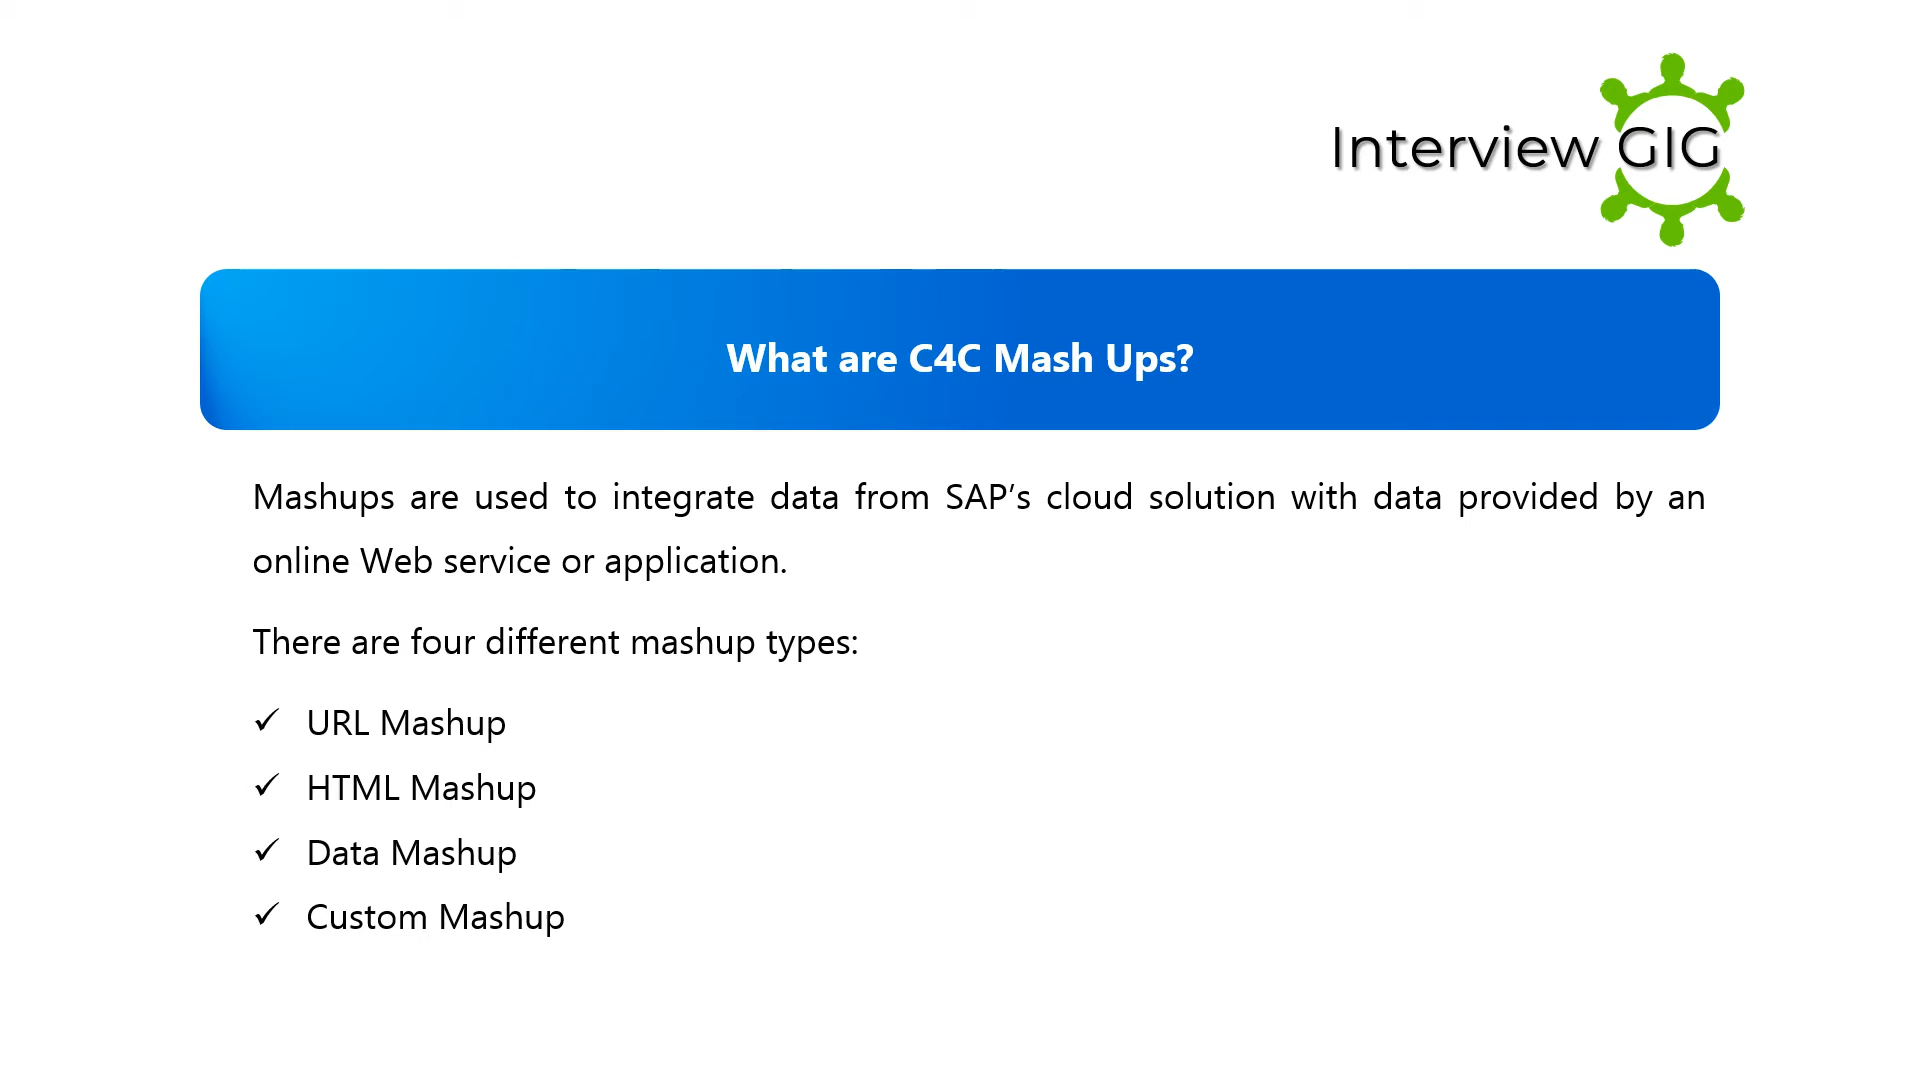 Interview GIG
What are C4C Mash Ups?
Mashups are used to integrate data from SAP’s cloud solution with data provided by an
online Web service or application.
There are four different mashup types:
✓ URL Mashup
✓ HTML Mashup
✓ Data Mashup
✓ Custom Mashup